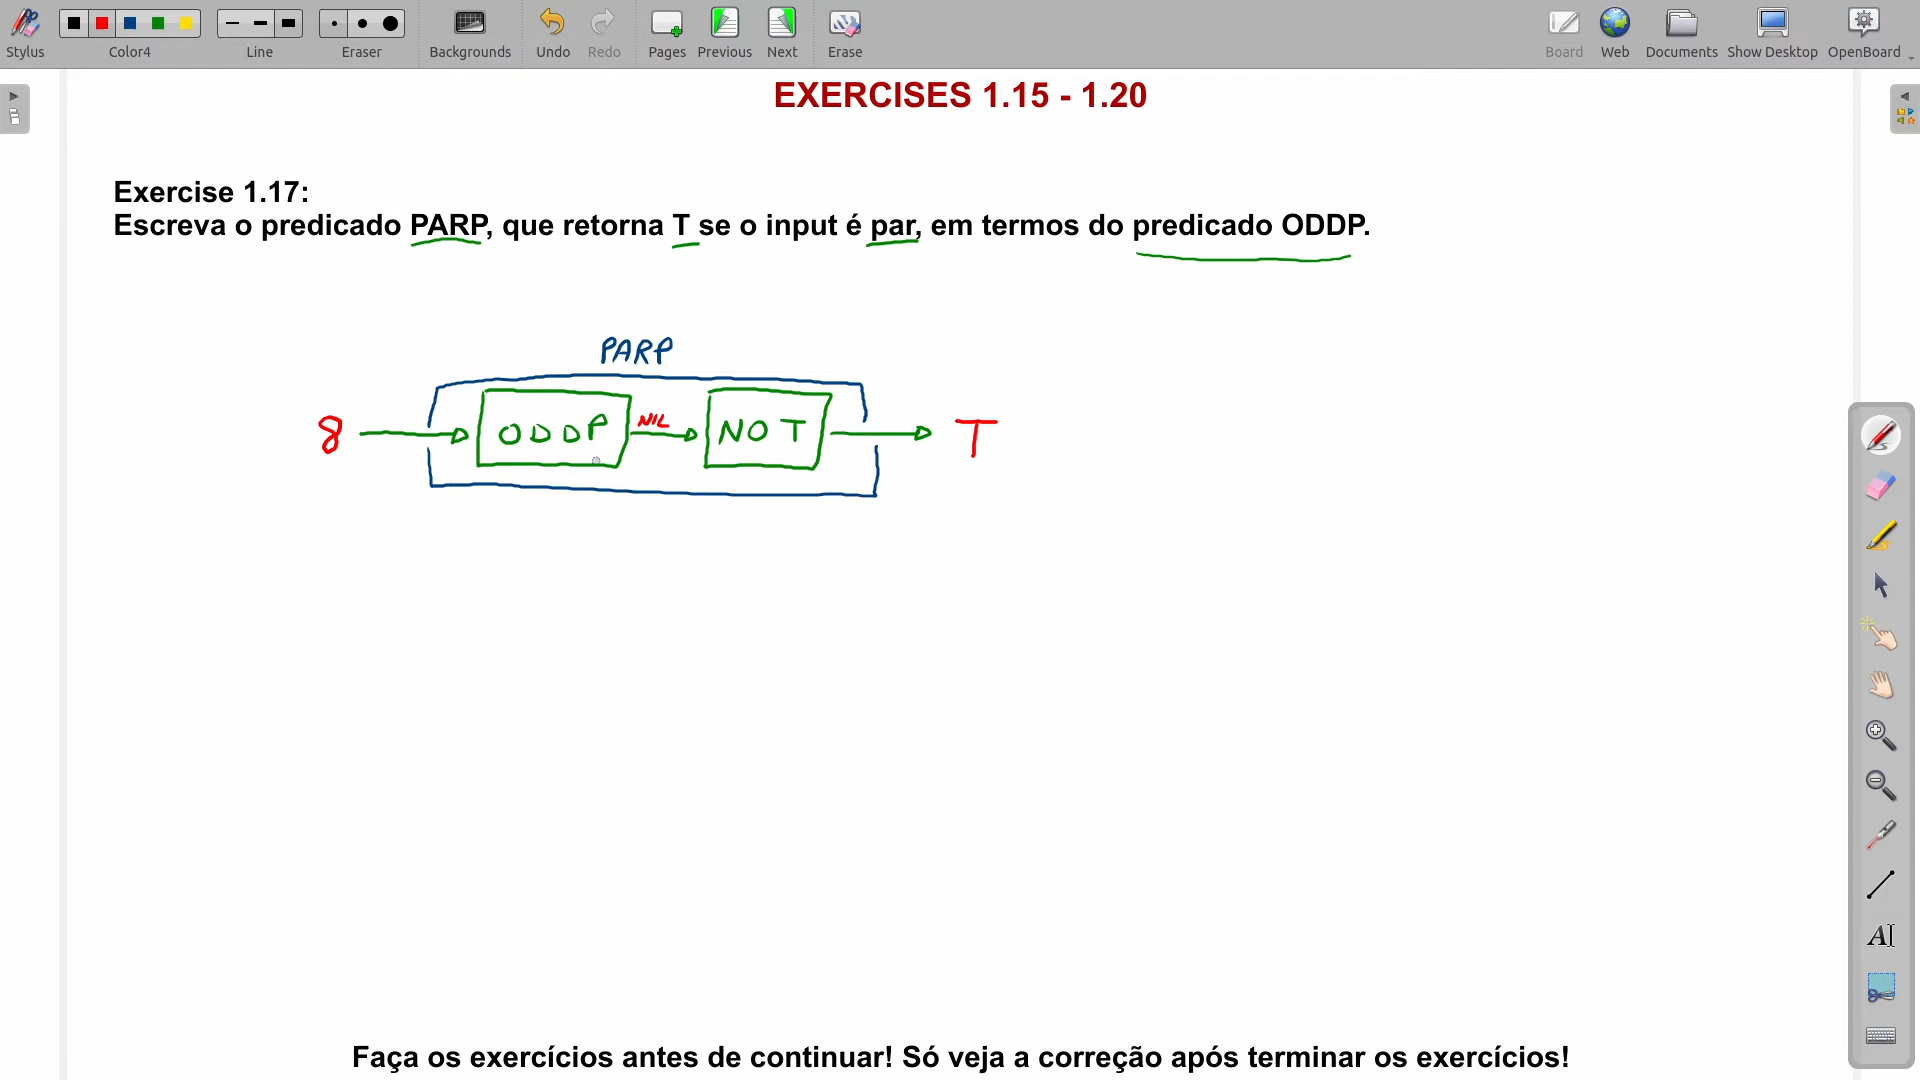 Stylus Color4 Line Eraser Backgrounds Undo Redo Pages Previous Next Erase Board Web Documents Show Desktop OpenBoard
EXERCISES 1.15 - 1.20
Exercise 1.17:
Escreva o predicado PARP, que retorna T se o input é par, em termos do predicado ODDP.
PARP
8 ODDP NIL NOT T
Faça os exercícios antes de continuar! Só veja a correção após terminar os exercícios!